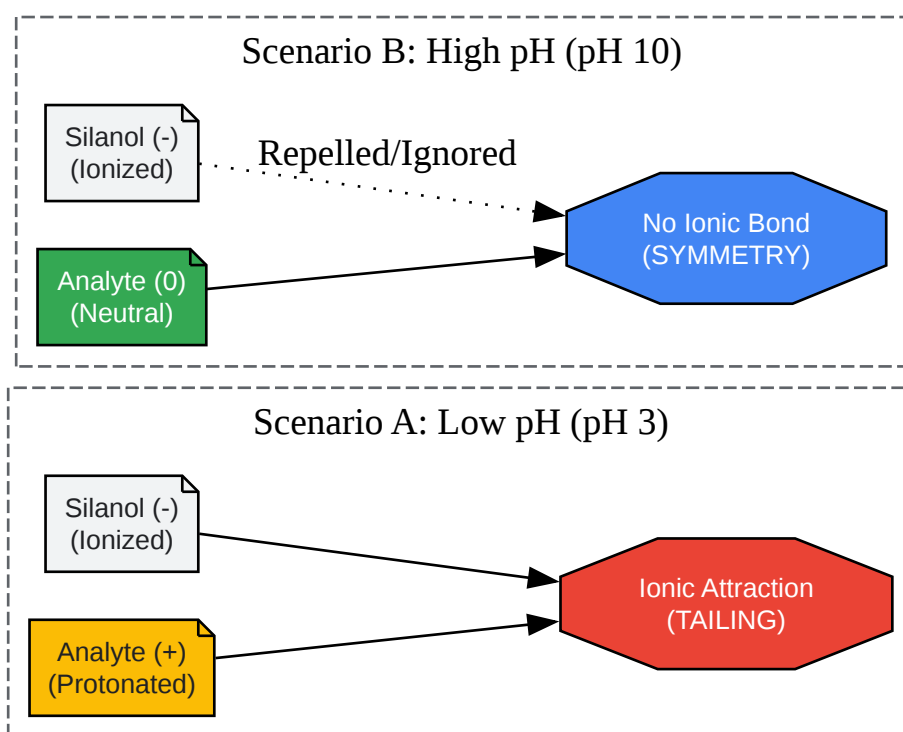 Scenario B: High pH (pH 10)
Silanol (-)
(Ionized)
Repelled/Ignored
No Ionic Bond
(SYMMETRY)
Analyte (0)
(Neutral)
Scenario A: Low pH (pH 3)
Silanol (-)
(Ionized)
Ionic Attraction
(TAILING)
Analyte (+)
(Protonated)